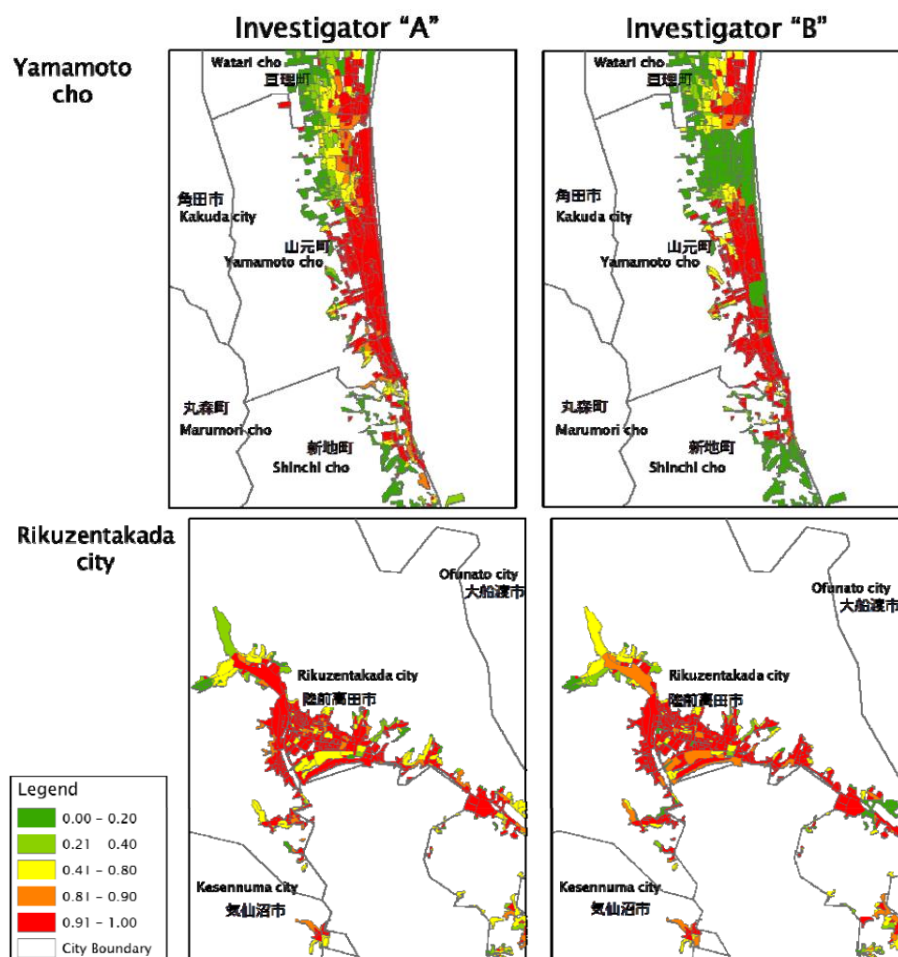 Investigator “A”
Investigator “B”
Yamamoto
cho
Watari cho
亘理町
角田市
Kakuda city
山元町
Yamamoto cho
丸森町
Marumori cho
新地町
Shinchi cho
Watari cho
亘理町
角田市
Kakuda city
山元町
Yamamoto cho
丸森町
Marumori cho
新地町
Shinchi cho
Rikuzentakada
city
Ofunato city
大船渡市
Rikuzentakada city
陸前高田市
Kesennuma city
気仙沼市
Ofunato city
大船渡市
Rikuzentakada city
陸前高田市
Kesennuma city
気仙沼市
Legend
0.00 - 0.20
0.21 0.40
0.41 - 0.80
0.81 - 0.90
0.91 - 1.00
City Boundary